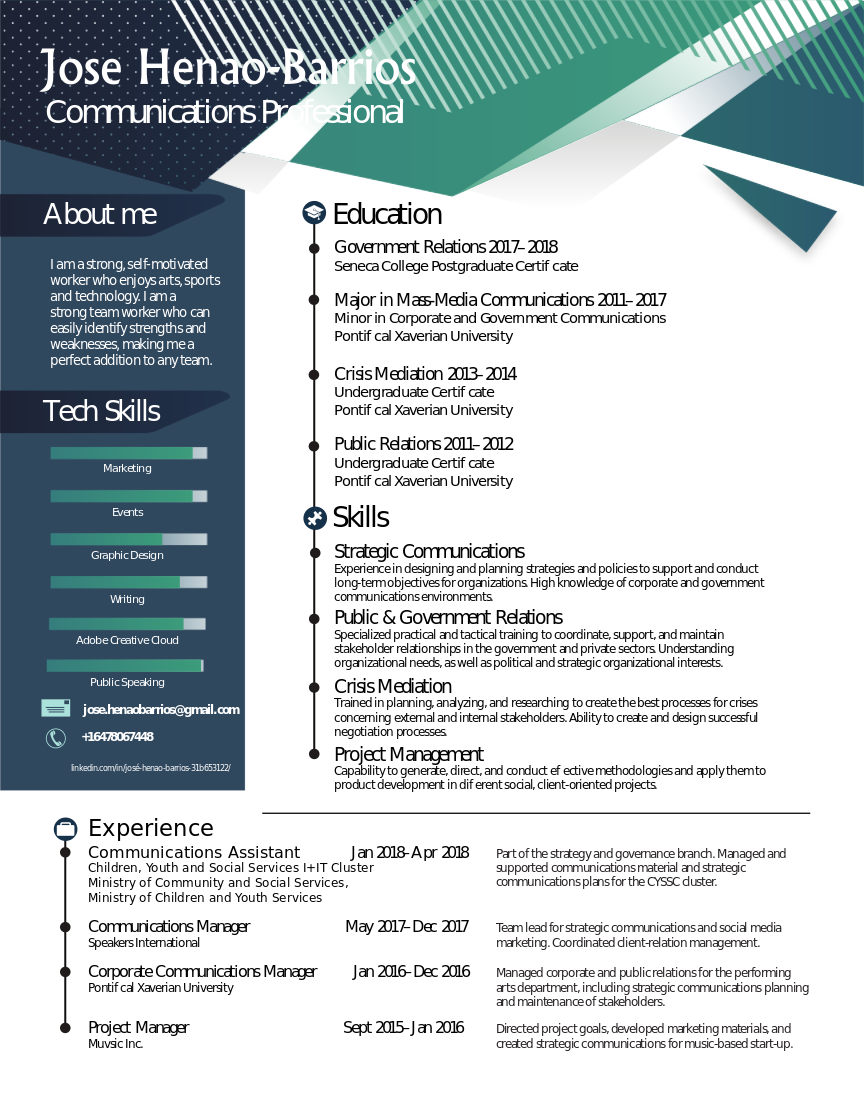 Jose Henao-Barrios
Communications Professional
About me
I am a strong, self-motivated
worker who enjoys arts, sports
and technology. I am a
strong team worker who can
easily identify strengths and
weaknesses, making me a
perfect addition to any team.
Tech Skills
Marketing
Events
Graphic Design
Writing
Adobe Creative Cloud
Public Speaking
jose.henaobarrios@gmail.com
+16478067448
linkedin.com/in/josé-henao-barrios-31b653122/
Education
Government Relations 2017–2018
Seneca College Postgraduate Certif cate
Major in Mass-Media Communications 2011–2017
Minor in Corporate and Government Communications
Pontif cal Xaverian University
Crisis Mediation 2013–2014
Undergraduate Certif cate
Pontif cal Xaverian University
Public Relations 2011–2012
Undergraduate Certif cate
Pontif cal Xaverian University
Skills
Strategic Communications
Experience in designing and planning strategies and policies to support and conduct
long-term objectives for organizations. High knowledge of corporate and government
communications environments.
Public & Government Relations
Specialized practical and tactical training to coordinate, support, and maintain
stakeholder relationships in the government and private sectors. Understanding
organizational needs, as well as political and strategic organizational interests.
Crisis Mediation
Trained in planning, analyzing, and researching to create the best processes for crises
concerning external and internal stakeholders. Ability to create and design successful
negotiation processes.
Project Management
Capability to generate, direct, and conduct ef ective methodologies and apply them to
product development in dif erent social, client-oriented projects.
Experience
Communications Assistant Jan 2018–Apr 2018
Children, Youth and Social Services I+IT Cluster
Ministry of Community and Social Services,
Ministry of Children and Youth Services
Part of the strategy and governance branch. Managed and
supported communications material and strategic
communications plans for the CYSSC cluster.
Communications Manager May 2017–Dec 2017
Speakers International
Team lead for strategic communications and social media
marketing. Coordinated client-relation management.
Corporate Communications Manager Jan 2016–Dec 2016
Pontif cal Xaverian University
Managed corporate and public relations for the performing
arts department, including strategic communications planning
and maintenance of stakeholders.
Project Manager Sept 2015–Jan 2016
Muvsic Inc.
Directed project goals, developed marketing materials, and
created strategic communications for music-based start-up.